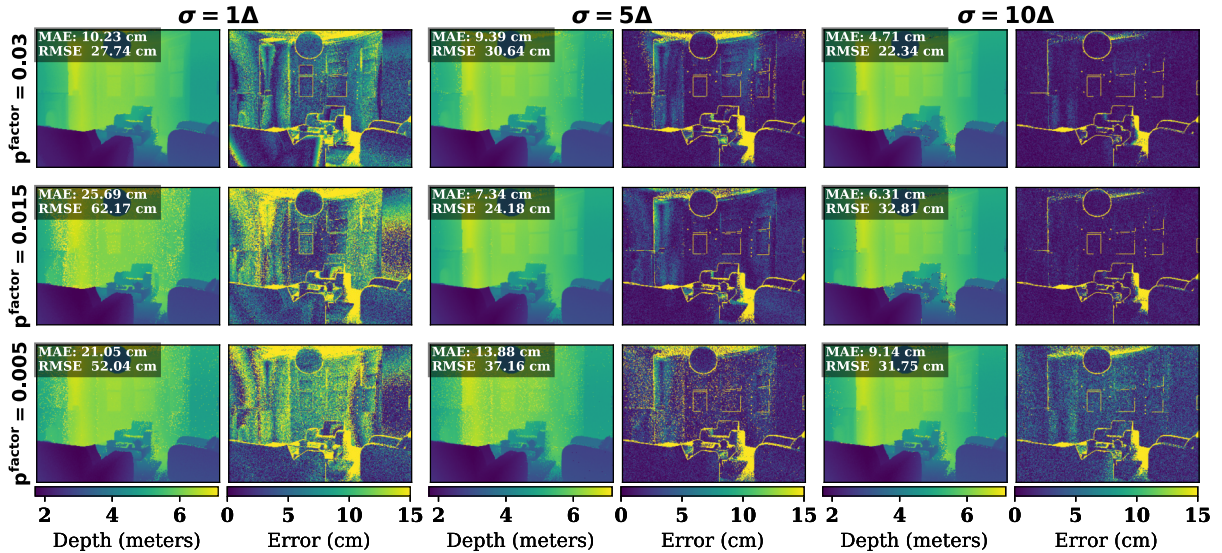 σ = 1Δ σ = 5Δ σ = 10Δ
p^factor = 0.03
MAE: 10.23 cm
RMSE 27.74 cm
MAE: 9.39 cm
RMSE 30.64 cm
MAE: 4.71 cm
RMSE 22.34 cm
p^factor = 0.015
MAE: 25.69 cm
RMSE 62.17 cm
MAE: 7.34 cm
RMSE 24.18 cm
MAE: 6.31 cm
RMSE 32.81 cm
p^factor = 0.005
MAE: 21.05 cm
RMSE 52.04 cm
MAE: 13.88 cm
RMSE 37.16 cm
MAE: 9.14 cm
RMSE 31.75 cm
2 4 6 0 5 10 15 2 4 6 0 5 10 15 2 4 6 0 5 10 15
Depth (meters) Error (cm) Depth (meters) Error (cm) Depth (meters) Error (cm)